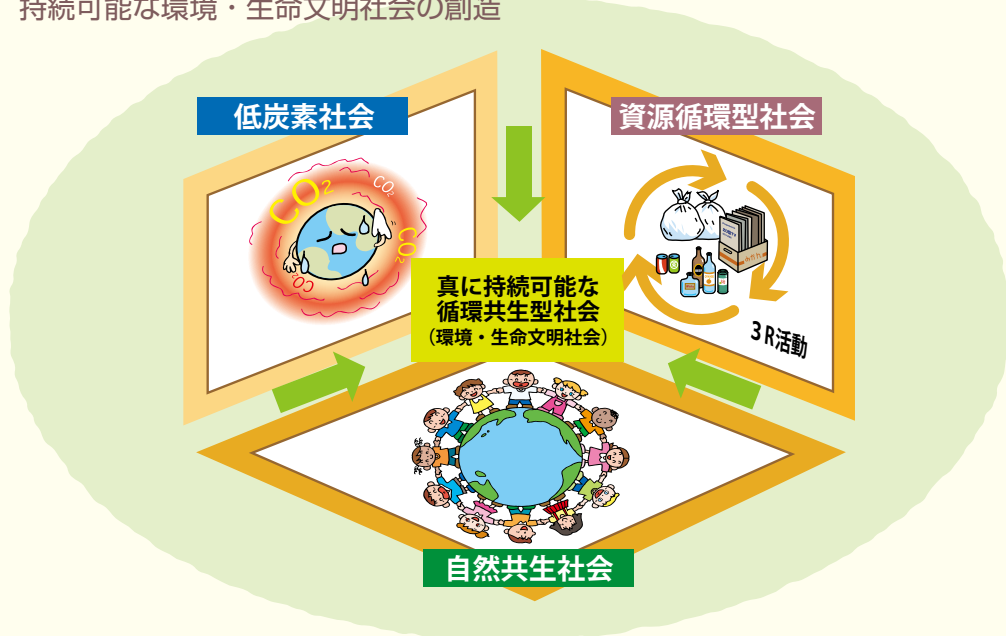 持続可能な環境・生命文明社会の創造
低炭素社会
資源循環型社会
CO2
CO2
CO2
CO2
真に持続可能な
循環共生型社会
（環境・生命文明社会）
3R活動
自然共生社会